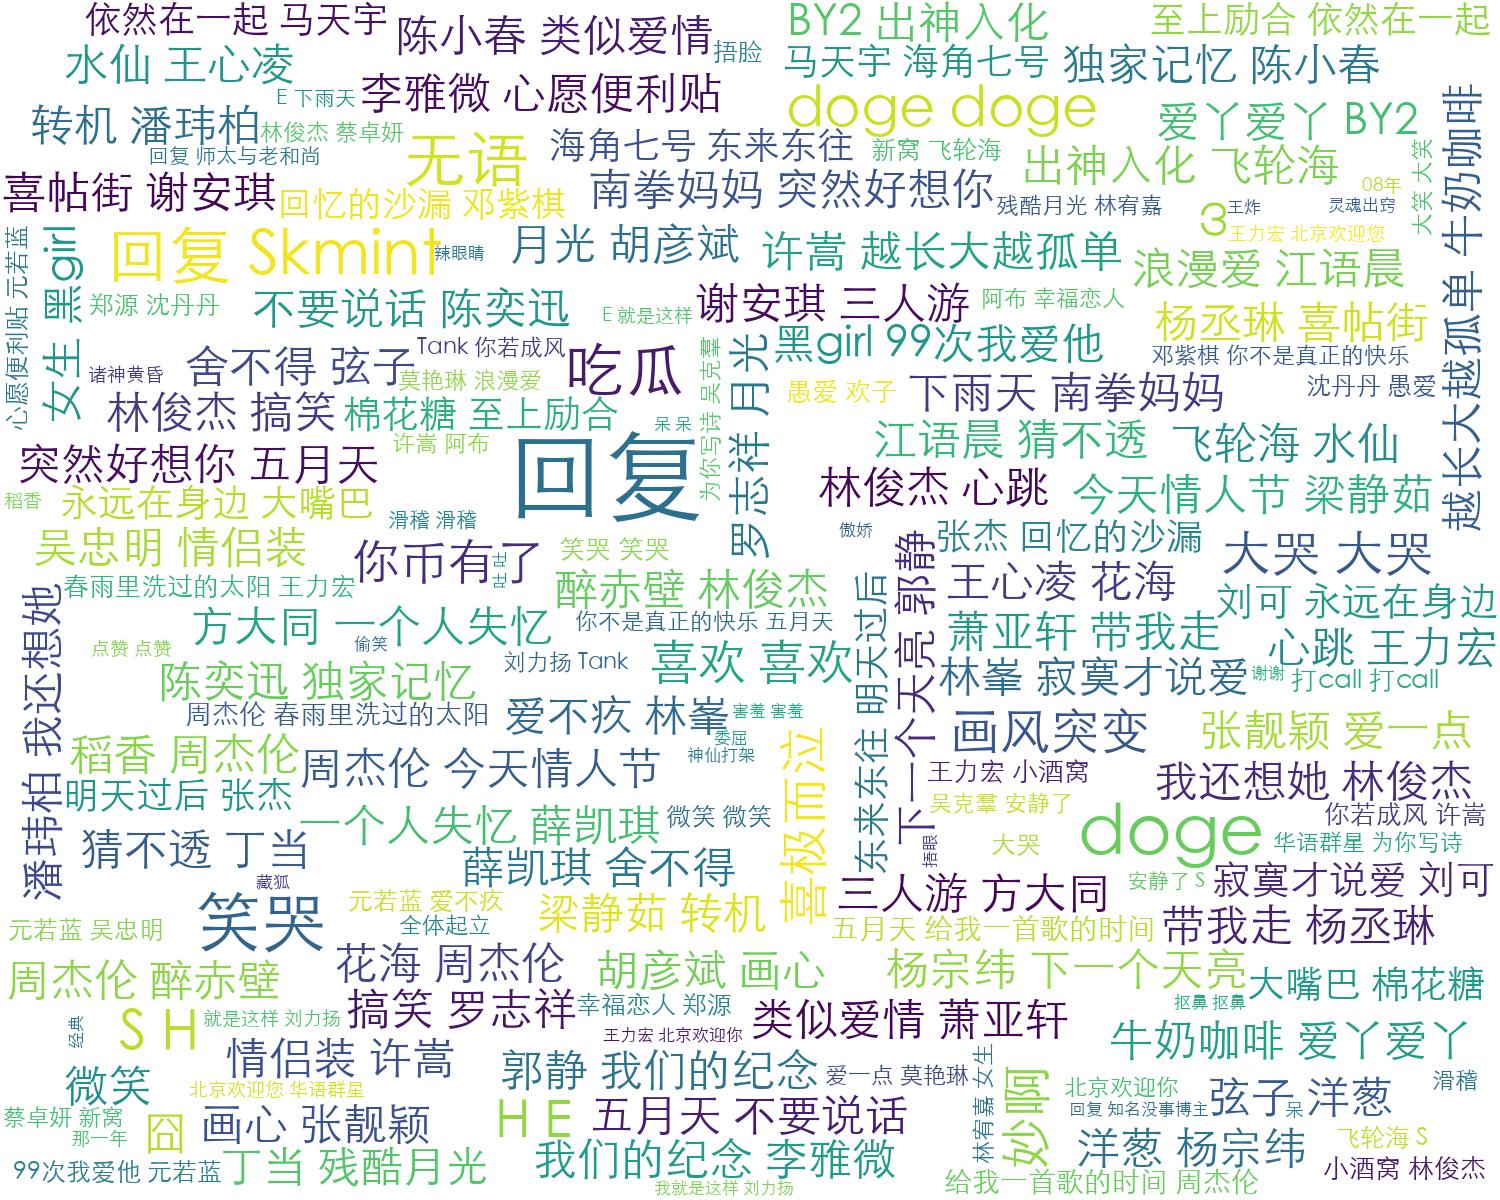 依然在一起 马天宇
陈小春 类似爱情
BY2 出神入化
至上励合 依然在一起
水仙 王心凌
捂脸
马天宇 海角七号
独家记忆 陈小春
E 下雨天
李雅微 心愿便利贴
doge doge
爱丫爱丫 BY2
转机 潘玮柏
林俊杰 蔡卓妍
无语
海角七号 东来东往
新窝 飞轮海
出神入化 飞轮海
大笑 大笑
越长大越孤单 牛奶咖啡
回复 师太与老和尚
喜帖街 谢安琪
回忆的沙漏 邓紫棋
南拳妈妈 突然好想你
残酷月光 林宥嘉
08年
3
王炸
灵魂出窍
王力宏 北京欢迎您
心愿便利贴 元若蓝
女生 黑girl
回复 Skmint
辣眼睛
月光 胡彦斌
许嵩 越长大越孤单
浪漫爱 江语晨
郑源 沈丹丹
不要说话 陈奕迅
E 就是这样
谢安琪 三人游
阿布 幸福恋人
杨丞琳 喜帖街
诸神黄昏
舍不得 弦子
Tank 你若成风
莫艳琳 浪漫爱
吃瓜
为你写诗 吴克羣
罗志祥 月光
黑girl 99次我爱他
邓紫棋 你不是真正的快乐
愚爱 欢子
下雨天 南拳妈妈
沈丹丹 愚爱
林俊杰 搞笑
棉花糖 至上励合
呆 呆
许嵩 阿布
回复
江语晨 猜不透
飞轮海 水仙
突然好想你 五月天
林俊杰 心跳
今天情人节 梁静茹
稻香
永远在身边 大嘴巴
滑稽 滑稽
傲娇
张杰 回忆的沙漏
大哭 大哭
吴忠明 情侣装
你币有了
吐 吐
笑哭 笑哭
下一个天亮 郭静
春雨里洗过的太阳 王力宏
醉赤壁 林俊杰
东来东往 明天过后
王心凌 花海
刘可 永远在身边
潘玮柏 我还想她
方大同 一个人失忆
你不是真正的快乐 五月天
萧亚轩 带我走
心跳 王力宏
点赞 点赞
偷笑
刘力扬 Tank
喜欢 喜欢
陈奕迅 独家记忆
林峯 寂寞才说爱
谢谢
打call 打call
周杰伦 春雨里洗过的太阳
爱不疚 林峯
害羞 害羞
画风突变
张靓颖 爱一点
稻香 周杰伦
周杰伦 今天情人节
委屈
神仙打架
喜极而泣
王力宏 小酒窝
我还想她 林俊杰
明天过后 张杰
一个人失忆 薛凯琪
微笑 微笑
吴克羣 安静了
doge
你若成风 许嵩
猜不透 丁当
大哭
捂眼
华语群星 为你写诗
薛凯琪 舍不得
藏狐
三人游 方大同
安静了 S
寂寞才说爱 刘可
笑哭
元若蓝 爱不疚
全体起立
梁静茹 转机
五月天 给我一首歌的时间
带我走 杨丞琳
元若蓝 吴忠明
周杰伦 醉赤壁
花海 周杰伦
胡彦斌 画心
杨宗纬 下一个天亮
大嘴巴 棉花糖
抠鼻 抠鼻
经典
S H
就是这样 刘力扬
搞笑 罗志祥
幸福恋人 郑源
王力宏 北京欢迎你
类似爱情 萧亚轩
牛奶咖啡 爱丫爱丫
情侣装 许嵩
微笑
郭静 我们的纪念
爱一点 莫艳琳
林宥嘉 女生
妙啊
北京欢迎你
滑稽
北京欢迎您 华语群星
蔡卓妍 新窝
那一年
囧
画心 张靓颖
H E
五月天 不要说话
回复 知名没事博主
弦子 洋葱
呆
洋葱 杨宗纬
飞轮海 S
99次我爱他 元若蓝
丁当 残酷月光
我们的纪念 李雅微
我就是这样 刘力扬
给我一首歌的时间 周杰伦
小酒窝 林俊杰